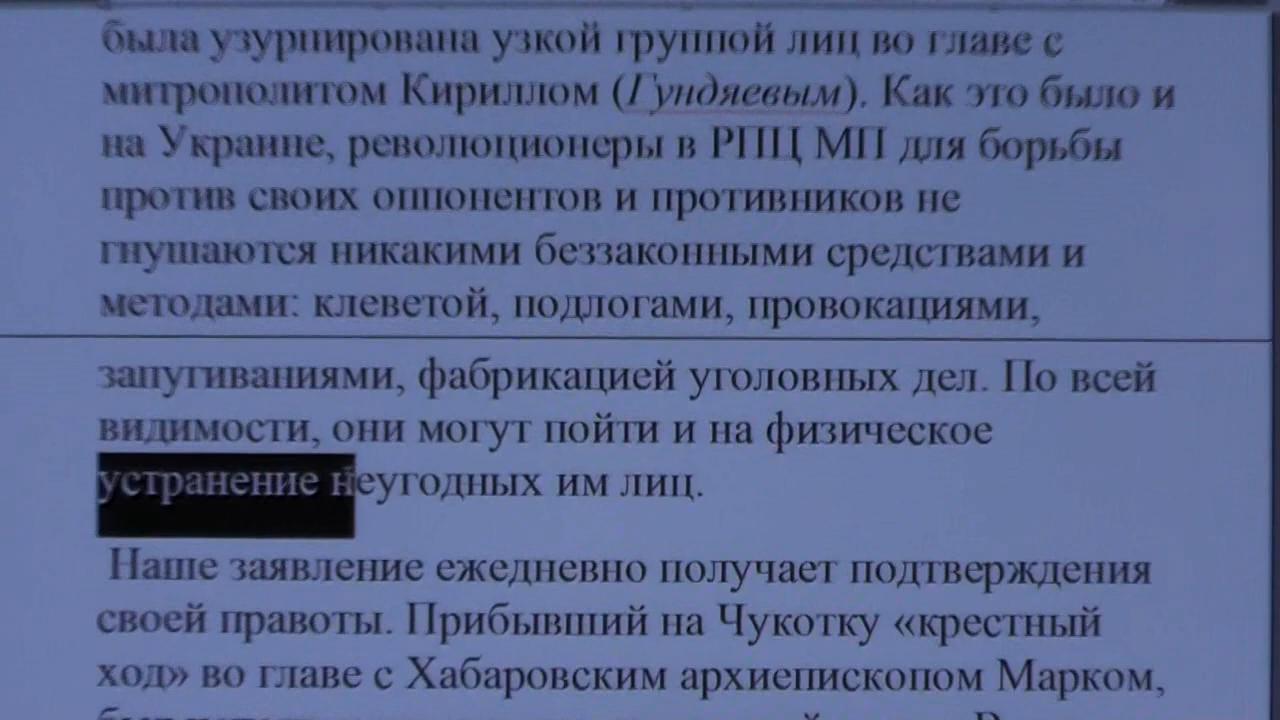 была узурпирована узкой группой лиц во главе с
митрополитом Кириллом (Гундяевым). Как это было и
на Украине, революционеры в РПЦ МП для борьбы
против своих оппонентов и противников не
гнушаются никакими беззаконными средствами и
методами: клеветой, подлогами, провокациями,
запугиваниями, фабрикацией уголовных дел. По всей
видимости, они могут пойти и на физическое
устранение неугодных им лиц.
Наше заявление ежедневно получает подтверждения
своей правоты. Прибывший на Чукотку «крестный
ход» во главе с Хабаровским архиепископом Марком,